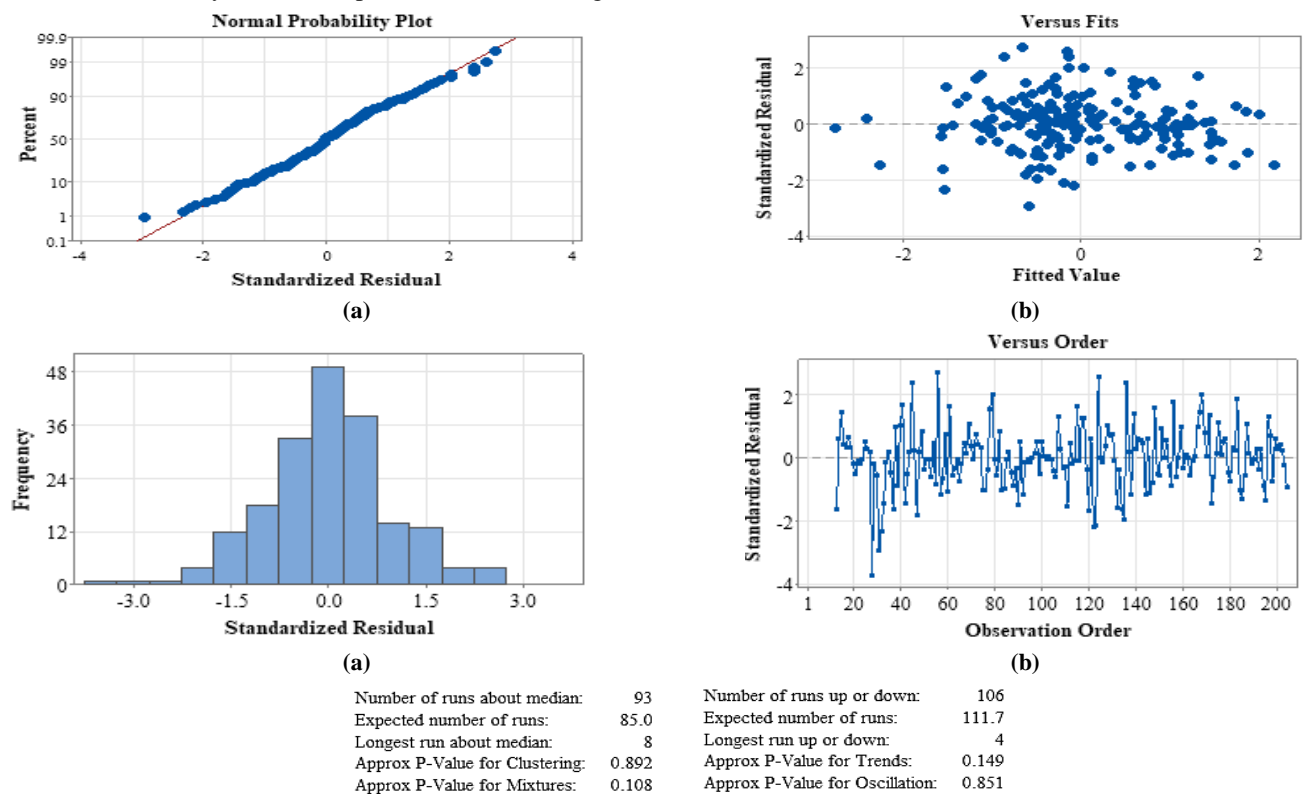 Normal Probability Plot
99.9
99
90
50
10
1
0.1
Percent
-4 -2 0 2 4
Standardized Residual
(a)
Versus Fits
2
0
-2
-4
Standardized Residual
-2 0 2
Fitted Value
(b)
48
36
24
12
0
Frequency
-3.0 -1.5 0.0 1.5 3.0
Standardized Residual
(a)
Versus Order
2
0
-2
-4
Standardized Residual
1 20 40 60 80 100 120 140 160 180 200
Observation Order
(b)
Number of runs about median: 93
Expected number of runs: 85.0
Longest run about median: 8
Approx P-Value for Clustering: 0.892
Approx P-Value for Mixtures: 0.108
Number of runs up or down: 106
Expected number of runs: 111.7
Longest run up or down: 4
Approx P-Value for Trends: 0.149
Approx P-Value for Oscillation: 0.851